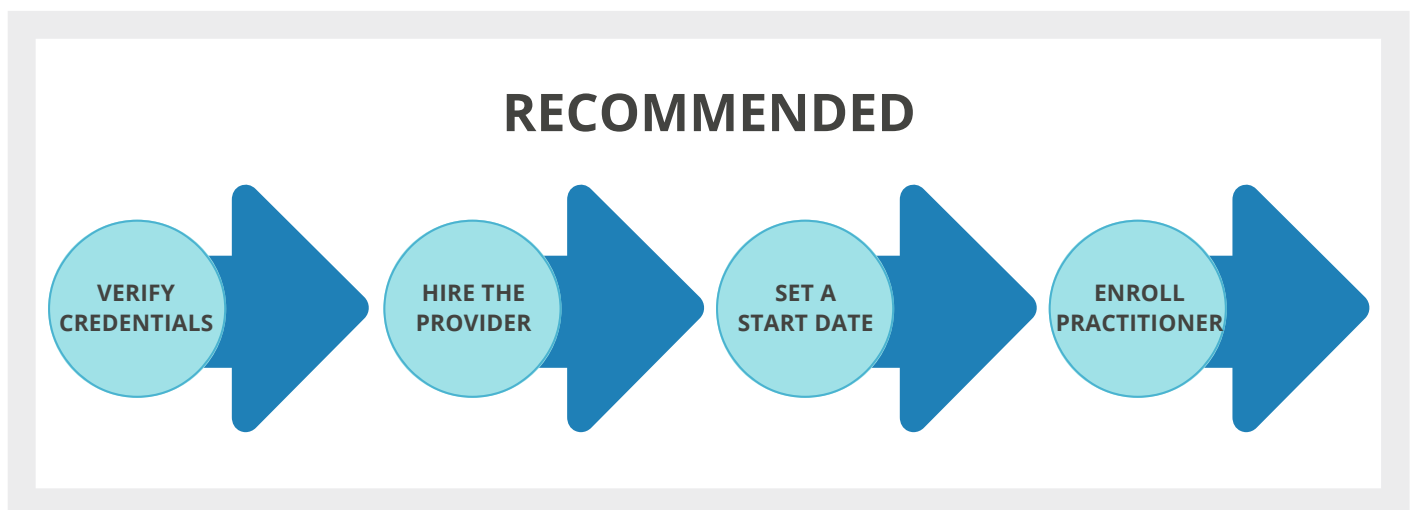 RECOMMENDED
VERIFY
CREDENTIALS
HIRE THE
PROVIDER
SET A
START DATE
ENROLL
PRACTITIONER